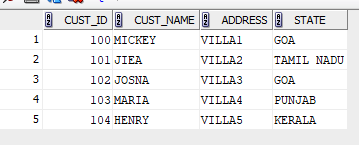 CUST_ID CUST_NAME ADDRESS STATE
1 100 MICKEY VILLA1 GOA
2 101 JIEA VILLA2 TAMIL NADU
3 102 JOSNA VILLA3 GOA
4 103 MARIA VILLA4 PUNJAB
5 104 HENRY VILLA5 KERALA